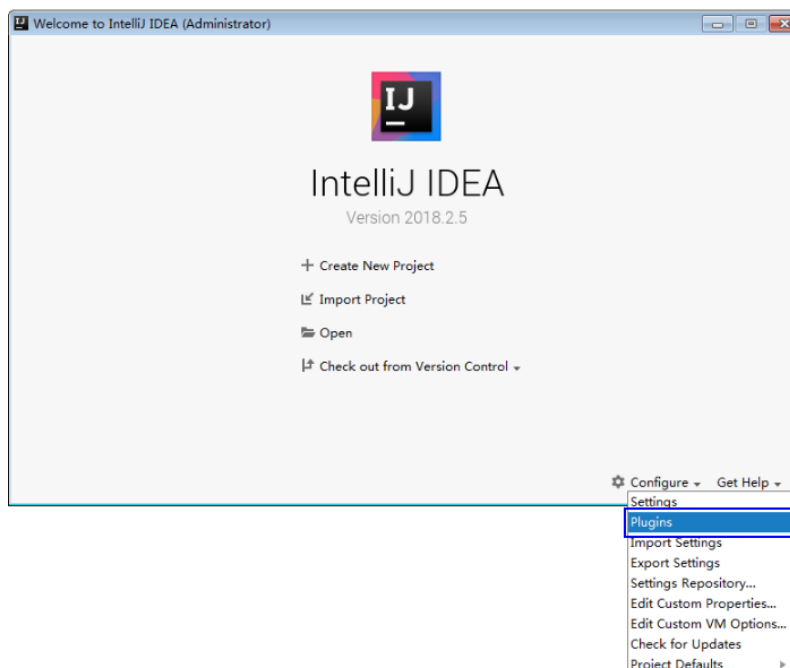 Welcome to IntelliJ IDEA (Administrator)
IJ
IntelliJ IDEA
Version 2018.2.5
Create New Project
Import Project
Open
Check out from Version Control
Configure Get Help
Settings
Plugins
Import Settings
Export Settings
Settings Repository...
Edit Custom Properties...
Edit Custom VM Options...
Check for Updates
Project Defaults